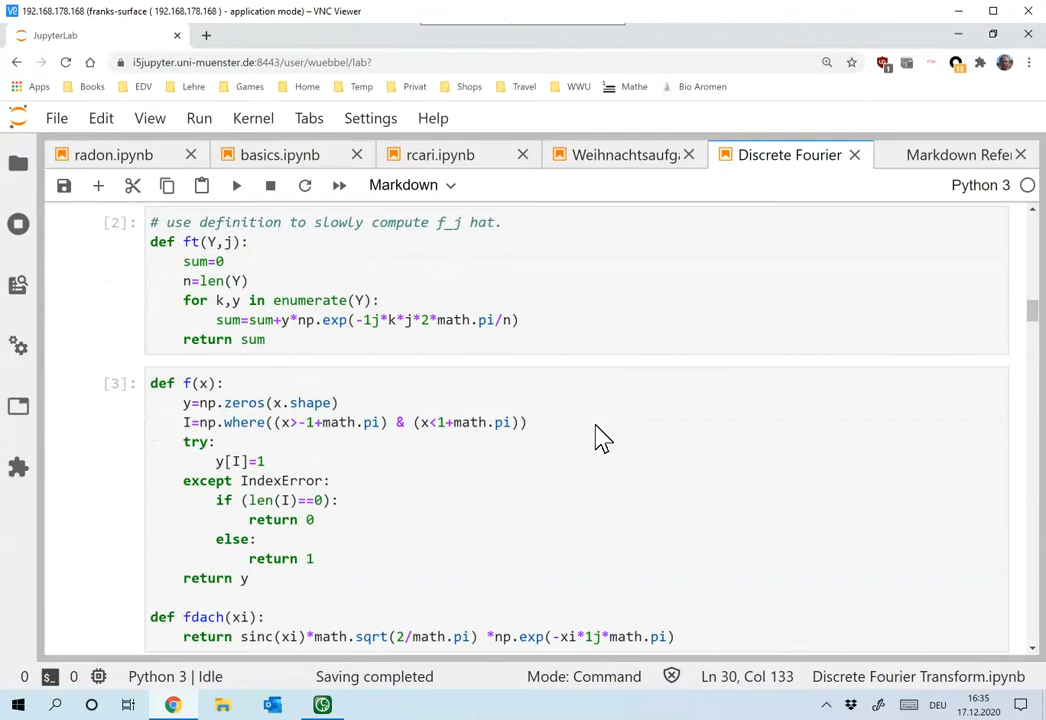 192.168.178.168 (franks-surface ( 192.168.178.168 ) - application mode) - VNC Viewer
JupyterLab
i5jupyter.uni-muenster.de:8443/user/wuebbel/lab?
Apps Books EDV Lehre Games Home Temp Privat Shops Travel WWU Mathe Bio Aromen
File Edit View Run Kernel Tabs Settings Help
radon.ipynb basics.ipynb rcari.ipynb Weihnachtsaufg Discrete Fourier Markdown Refe
Markdown Python 3
[2]: # use definition to slowly compute f_j hat.
def ft(Y,j):
sum=0
n=len(Y)
for k,y in enumerate(Y):
sum=sum+y*np.exp(-1j*k*j*2*math.pi/n)
return sum
[3]: def f(x):
y=np.zeros(x.shape)
I=np.where((x>-1+math.pi) & (x<1+math.pi))
try:
y[I]=1
except IndexError:
if (len(I)==0):
return 0
else:
return 1
return y
def fdach(xi):
return sinc(xi)*math.sqrt(2/math.pi) *np.exp(-xi*1j*math.pi)
0 0 Python 3 | Idle Saving completed Mode: Command Ln 30, Col 133 Discrete Fourier Transform.ipynb
DEU 16:35
17.12.2020